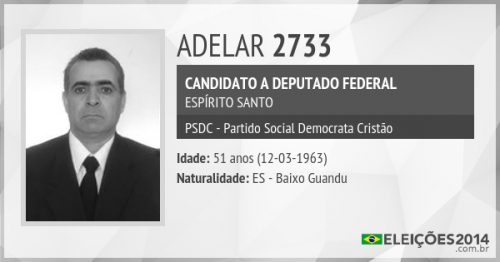 ADELAR 2733
CANDIDATO A DEPUTADO FEDERAL
ESPÍRITO SANTO
PSDC - Partido Social Democrata Cristão
Idade: 51 anos (12-03-1963)
Naturalidade: ES - Baixo Guandu
ELEIÇÕES2014
.com.br